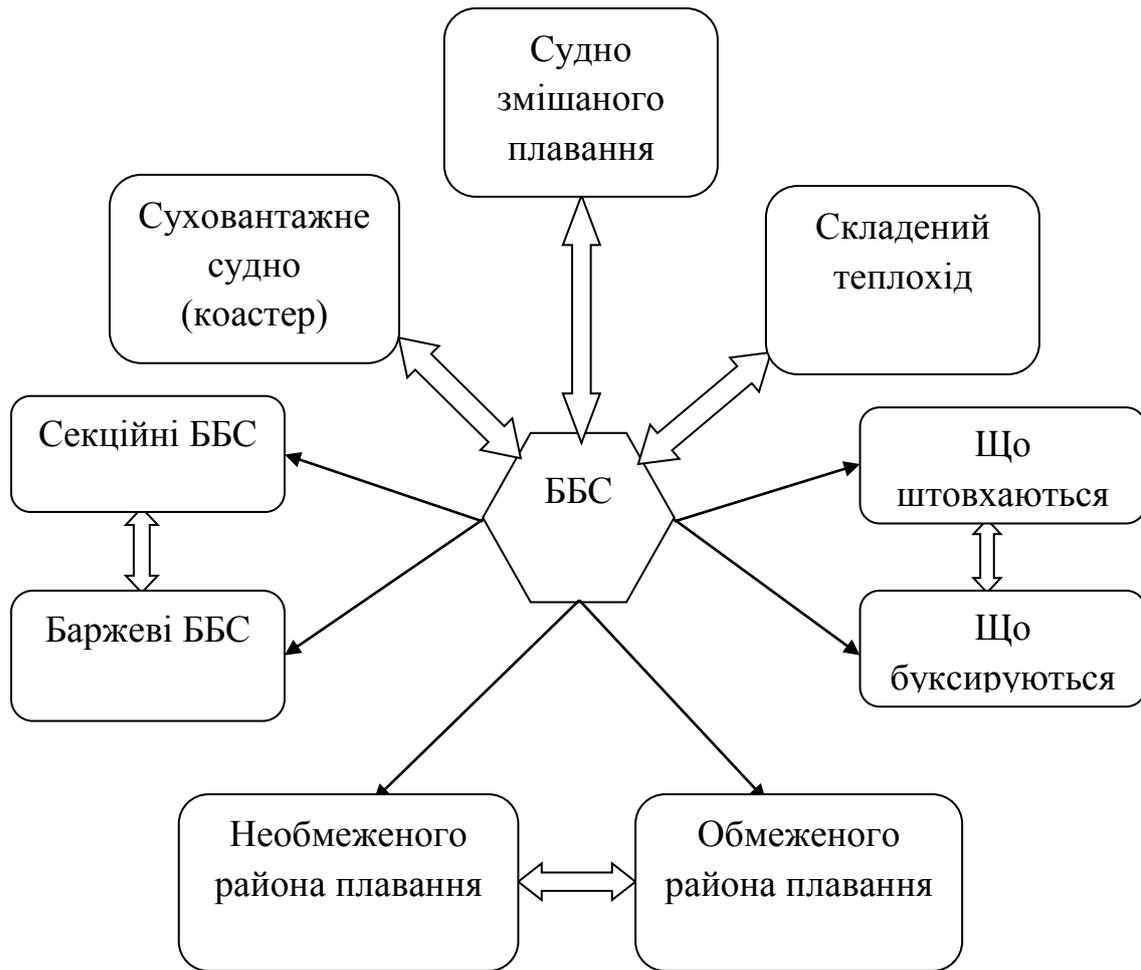 Судно
змішаного
плавання
Суховантажне
судно
(коастер)
Складений
теплохід
Секційні ББС
ББС
Що
штовхаються
Баржеві ББС
Що
буксируються
Необмеженого
района плавання
Обмеженого
района плавання